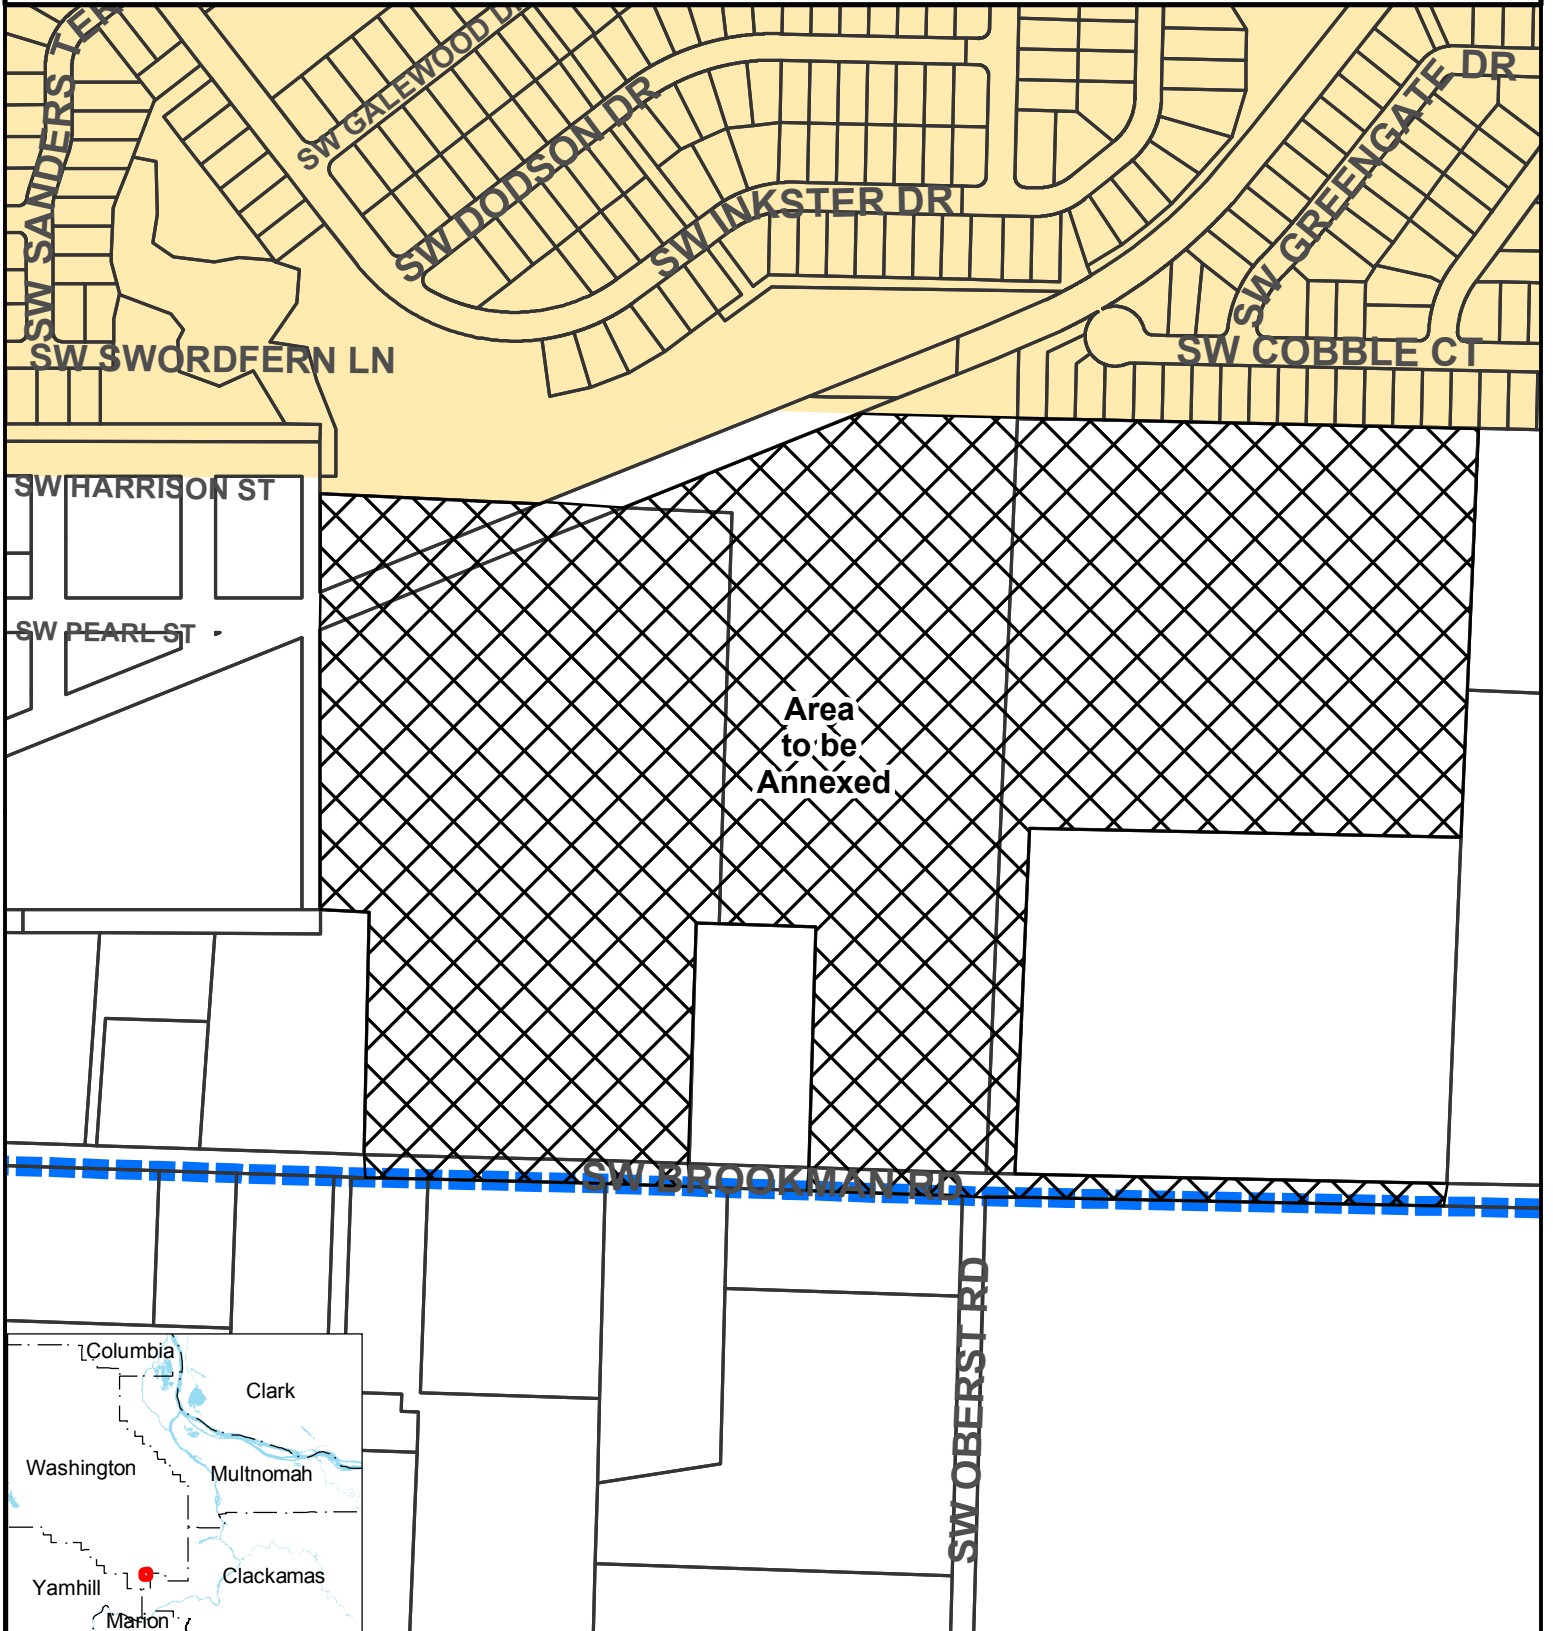 SW SANDERS TER
SW GALEWOOD DR
SW DODSON DR
SW INKSTER DR
SW GREENGATE DR
SW SWORDFERN LN
SW COBBLE CT
SW HARRISON ST
SW PEARL ST
Area
to be
Annexed
SW BROOKMAN RD
SW OBERST RD
Columbia
Clark
Washington
Multnomah
Yamhill
Clackamas
Marion